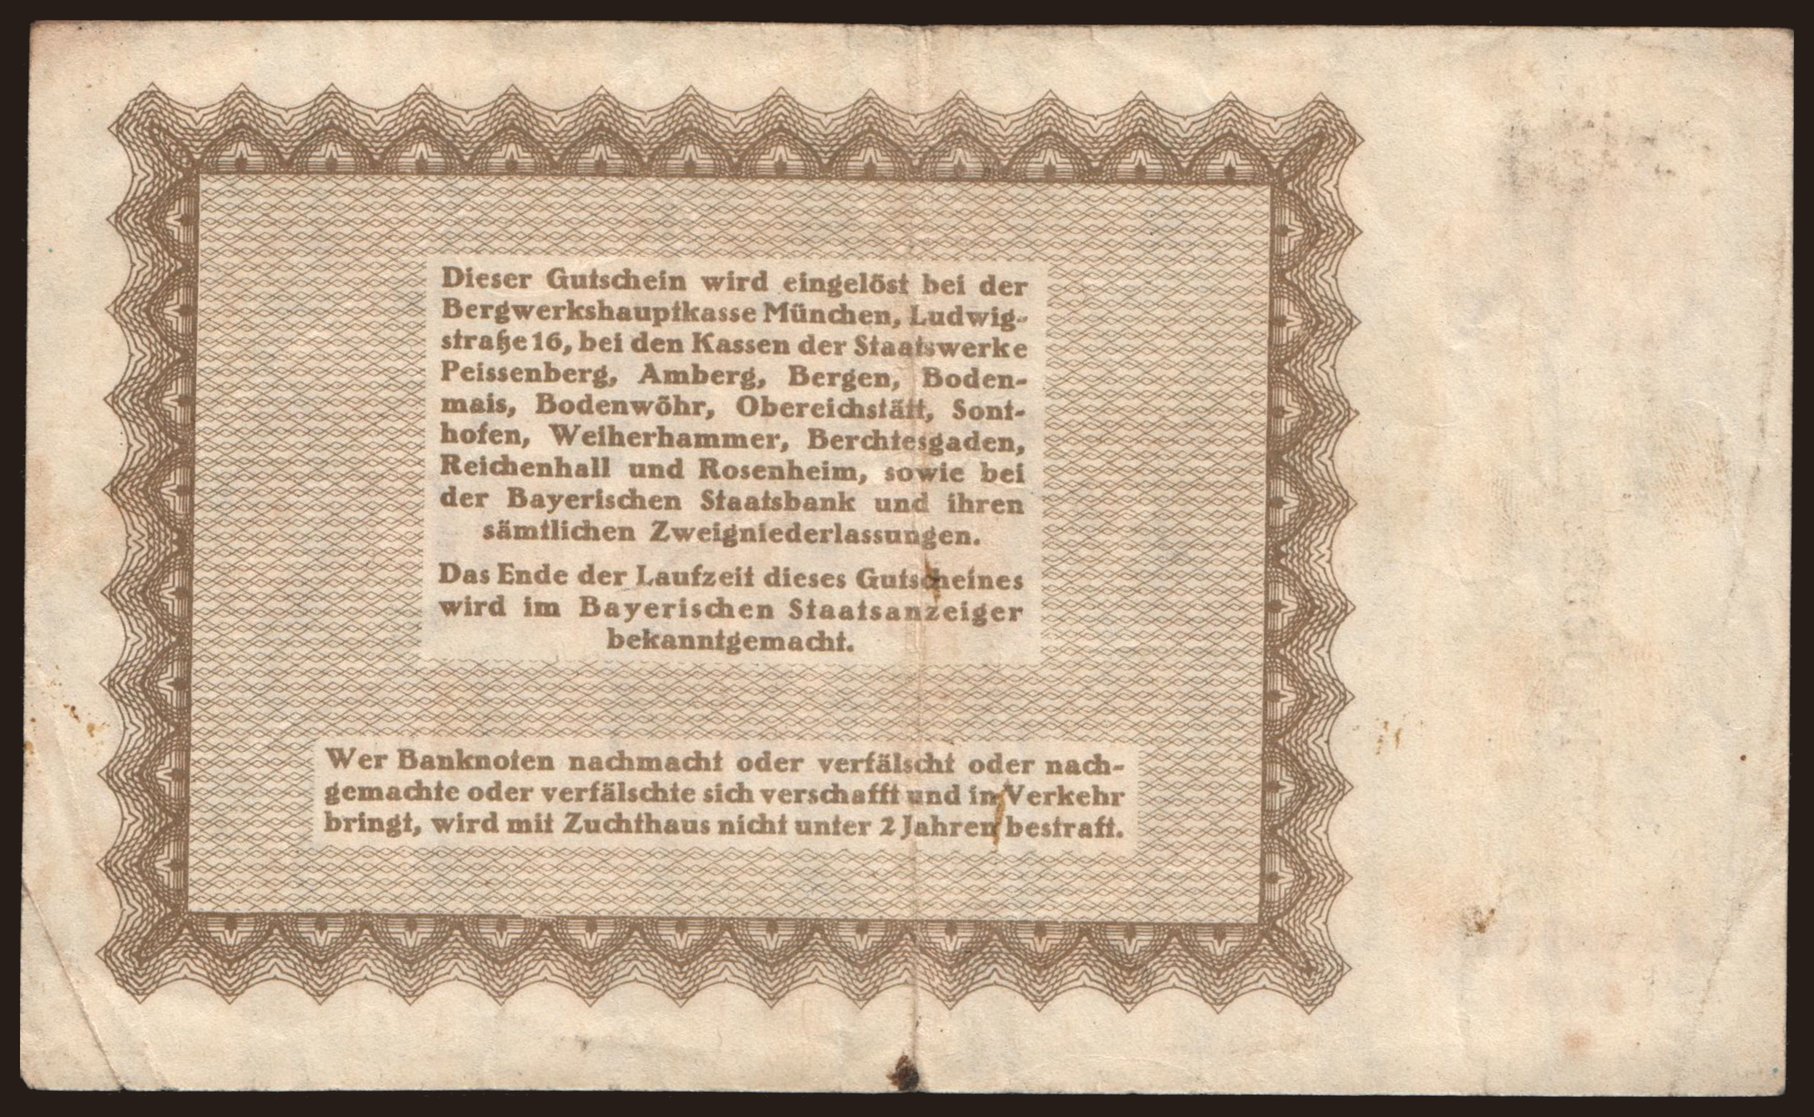 Dieser Gutschein wird eingelöst bei der
Bergwerkshauptkasse München, Ludwig-
straße 16, bei den Kassen der Staatswerke
Peissenberg, Amberg, Bergen, Boden-
mais, Bodenwöhr, Obereichstätt, Sont-
hofen, Weiherhammer, Berchtesgaden,
Reichenhall und Rosenheim, sowie bei
der Bayerischen Staatsbank und ihren
sämtlichen Zweigniederlassungen.
Das Ende der Laufzeit dieses Gutscheines
wird im Bayerischen Staatsanzeiger
bekanntgemacht.
Wer Banknoten nachmacht oder verfälscht oder nach-
gemachte oder verfälschte sich verschafft und in Verkehr
bringt, wird mit Zuchthaus nicht unter 2 Jahren bestraft.